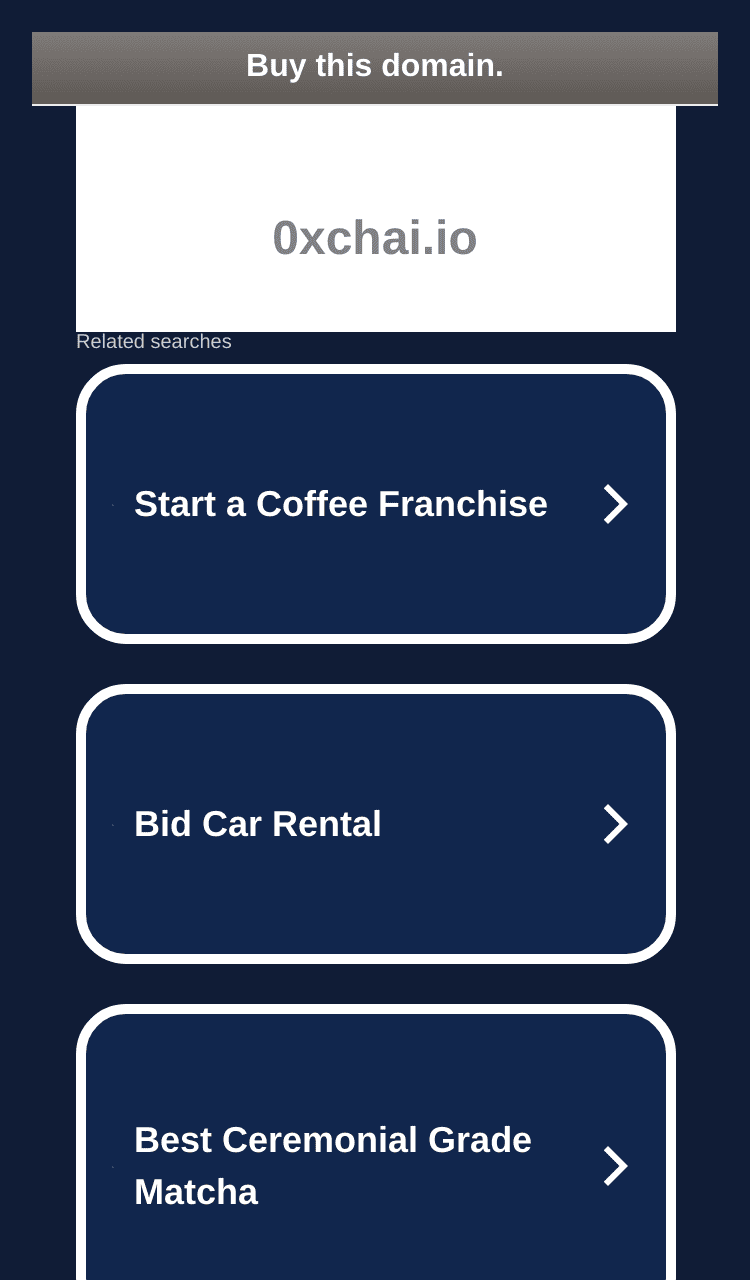 Buy this domain.
0xchai.io
Related searches
Start a Coffee Franchise
Bid Car Rental
Best Ceremonial Grade
Matcha